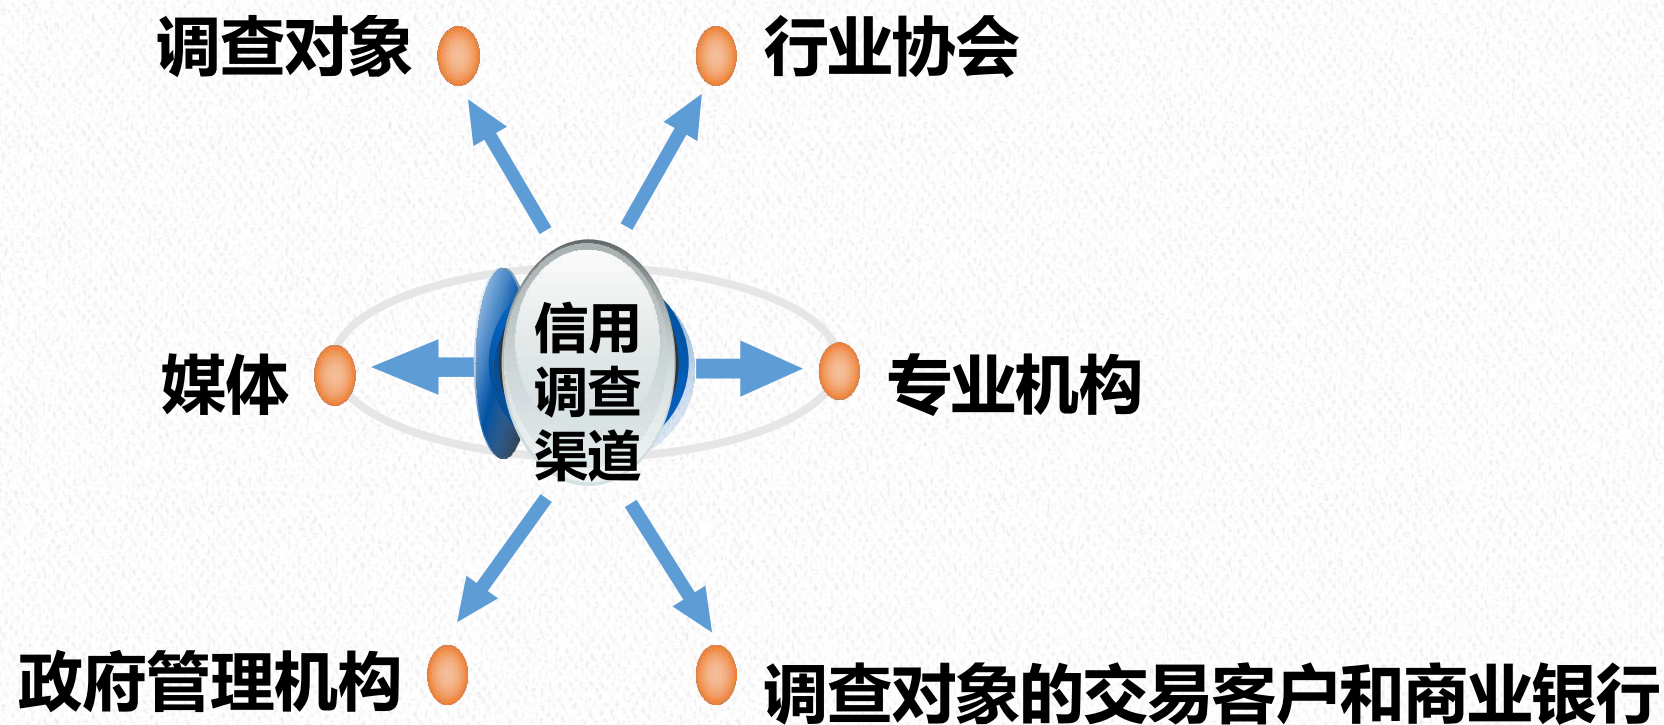 调查对象
行业协会
信用
调查
渠道
媒体
专业机构
政府管理机构
调查对象的交易客户和商业银行